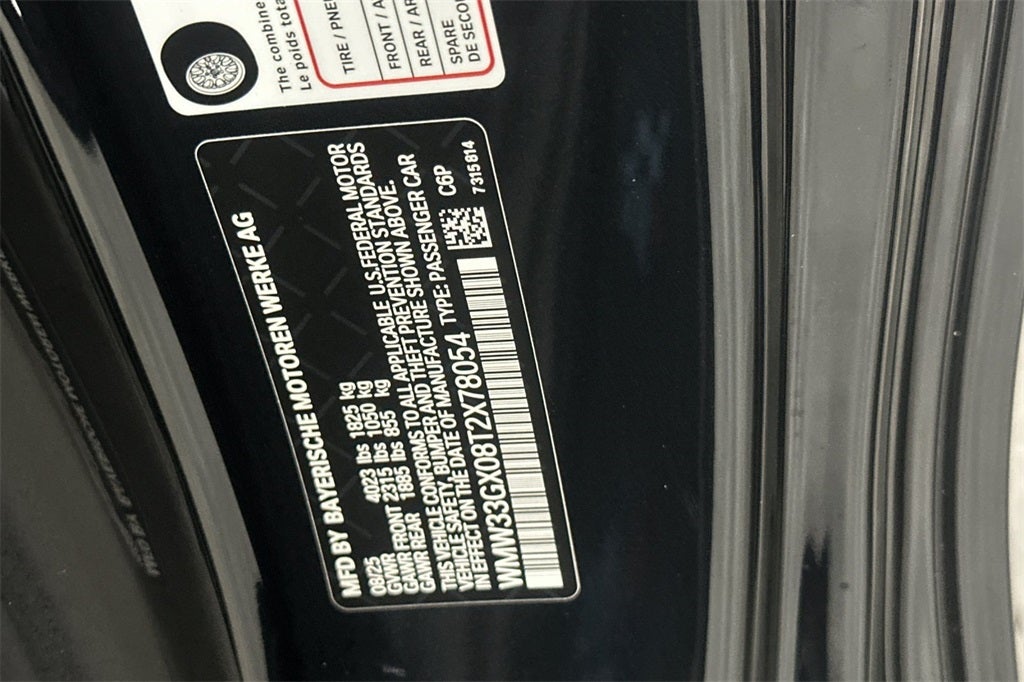 The combine
Le poids tota
TIRE / PNE
FRONT / A
REAR / AR
SPARE
DE SECOU
MFD BY BAYERISCHE MOTOREN WERKE AG
08/25
GVWR 4023 lbs 1825 kg
GAWR FRONT 2315 lbs 1050 kg
GAWR REAR 1885 lbs 855 kg
THIS VEHICLE CONFORMS TO ALL APPLICABLE U.S. FEDERAL MOTOR
VEHICLE SAFETY, BUMPER AND THEFT PREVENTION STANDARDS
IN EFFECT ON THE DATE OF MANUFACTURE SHOWN ABOVE.
WMW33GX08T2X78054 TYPE: PASSENGER CAR
C6P
7315814